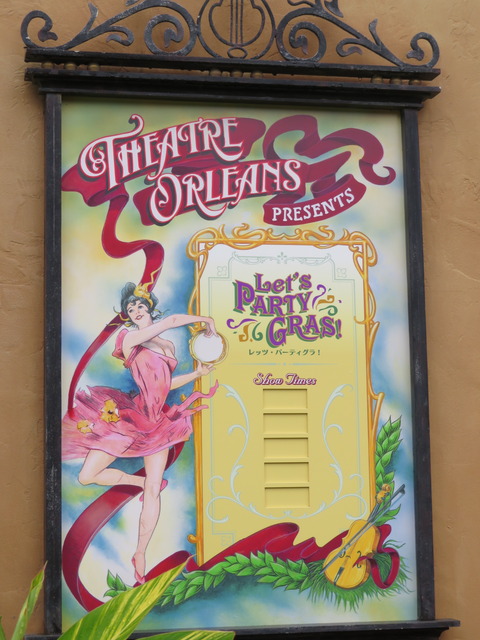 THEATRE
ORLEANS
PRESENTS
Let's
PARTY
GRAS!
レッツ・パーティグラ！
Show Times